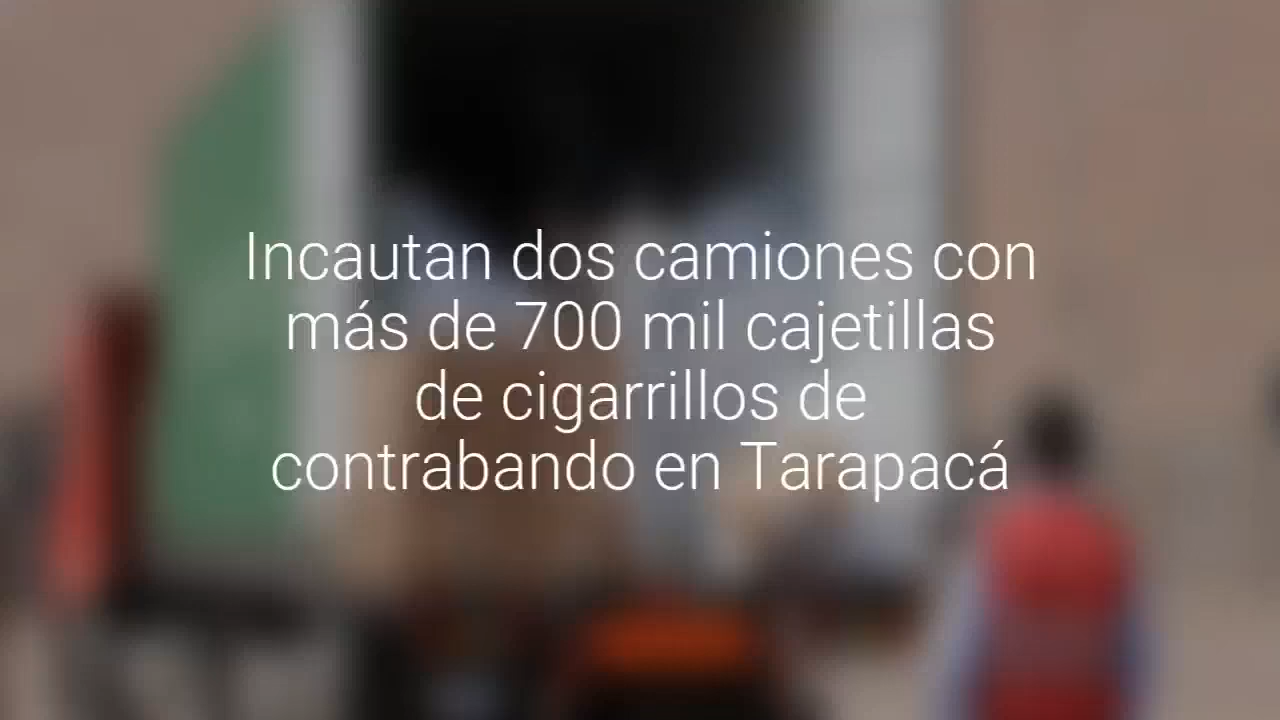 Incautan dos camiones con
más de 700 mil cajetillas
de cigarrillos de
contrabando en Tarapacá